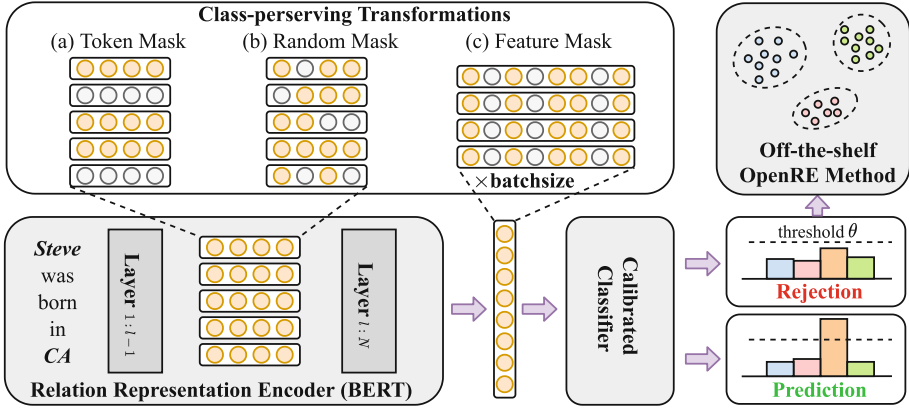 Class-perserving Transformations
(a) Token Mask
(b) Random Mask
(c) Feature Mask
×batchsize
Off-the-shelf
OpenRE Method
Steve
was
born
in
CA
Layer 1:l−1
Layer l:N
Relation Representation Encoder (BERT)
Calibrated
Classifier
threshold θ
Rejection
Prediction